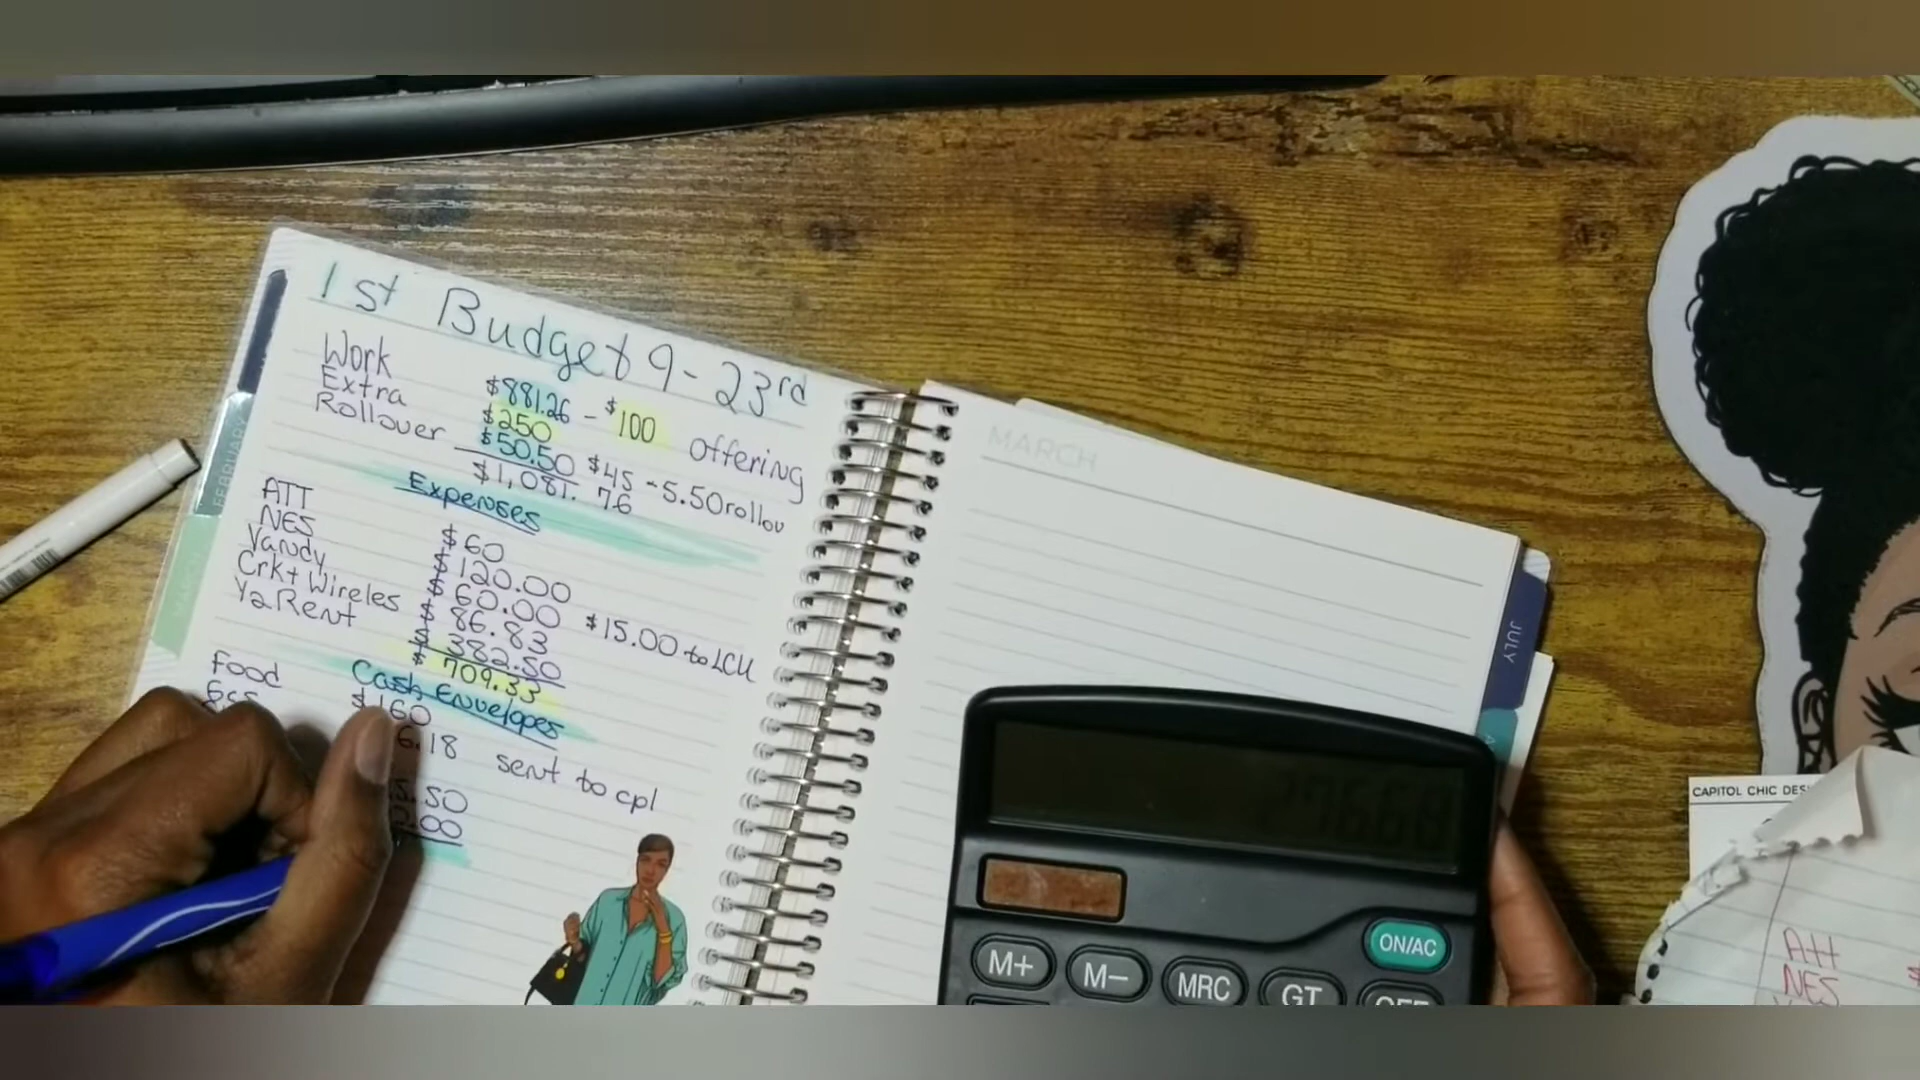 1st Budget 9-23rd
Work $881.26 - $100 offering
Extra $250
Rollover $50.50 $45 -5.50 rollov
$1,081.76
Expenses
ATT $60
NES $120.00
Vandy $60.00 $15.00 to LCU
Crkt Wireles $86.83
1/2 Rent $382.50
$709.33
Cash Envelopes
Food $160
6.18 sent to cpl
.50
.00
FEBRUARY
MARCH
JULY
M+
M-
MRC
GT
ON/AC
OFF
CAPITOL CHIC DES
Att
NES